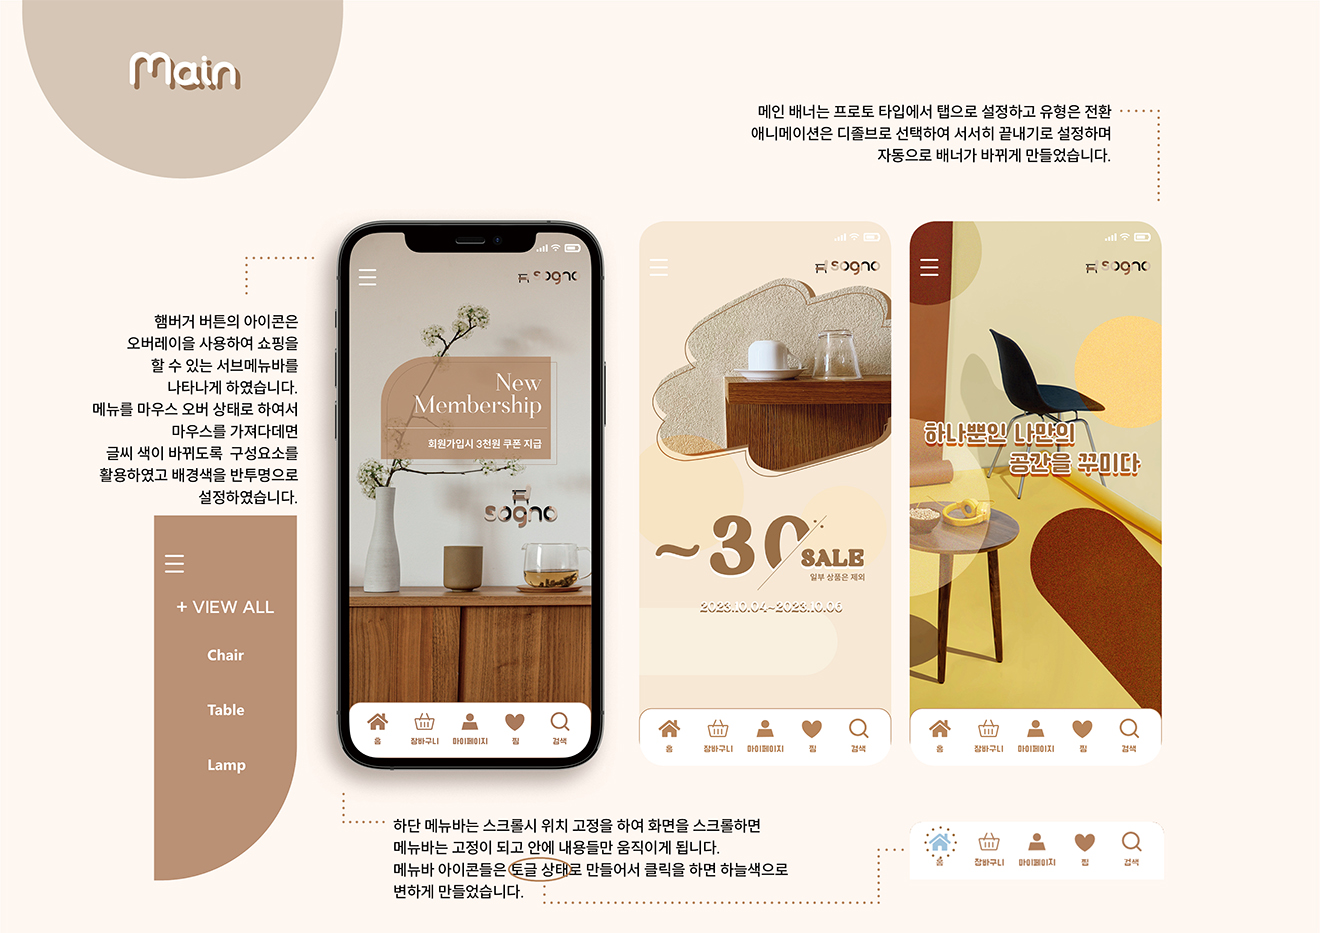 Main
메인 배너는 프로토 타입에서 탭으로 설정하고 유형은 전환
애니메이션은 디졸브로 선택하여 서서히 끝내기로 설정하며
자동으로 배너가 바뀌게 만들었습니다.
햄버거 버튼의 아이콘은
오버레이을 사용하여 쇼핑을
할 수 있는 서브메뉴바를
나타나게 하였습니다.
메뉴를 마우스 오버 상태로 하여서
마우스를 가져다데면
글씨 색이 바뀌도록 구성요소를
활용하였고 배경색을 반투명으로
설정하였습니다.
+ VIEW ALL
Chair
Table
Lamp
sogno
New
Membership
회원가입시 3천원 쿠폰 지급
sogno
홈 장바구니 마이페이지 찜 검색
sogno
~30
SALE
일부 상품은 제외
2023.10.04~2023.10.06
홈 장바구니 마이페이지 찜 검색
sogno
하나뿐인 나만의
공간을 꾸미다
홈 장바구니 마이페이지 찜 검색
하단 메뉴바는 스크롤시 위치 고정을 하여 화면을 스크롤하면
메뉴바는 고정이 되고 안에 내용들만 움직이게 됩니다.
메뉴바 아이콘들은 토글 상태로 만들어서 클릭을 하면 하늘색으로
변하게 만들었습니다.
홈 장바구니 마이페이지 찜 검색